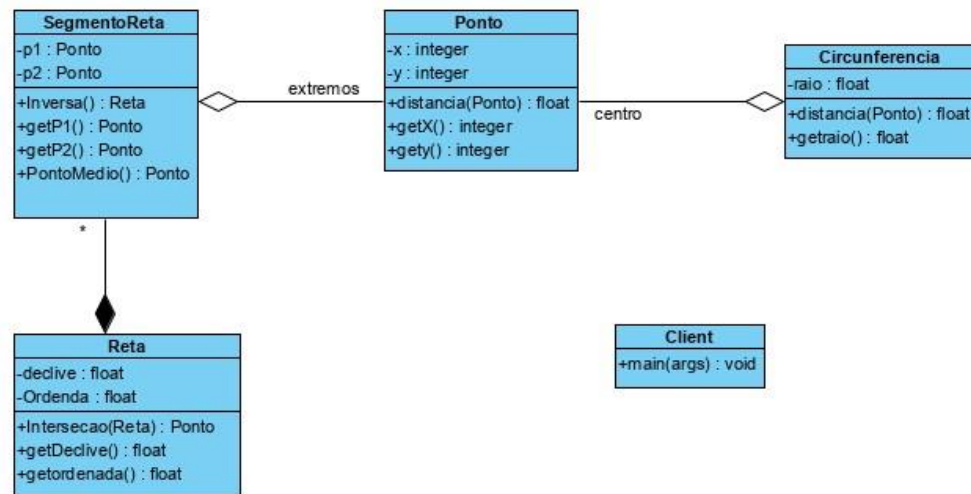 SegmentoReta
-p1 : Ponto
-p2 : Ponto
+Inversa() : Reta
+getP1() : Ponto
+getP2() : Ponto
+PontoMedio() : Ponto
extremos
Ponto
-x : integer
-y : integer
+distancia(Ponto) : float
+getX() : integer
+gety() : integer
centro
Circunferencia
-raio : float
+distancia(Ponto) : float
+getraio() : float
*
Reta
-declive : float
-Ordenda : float
+Intersecao(Reta) : Ponto
+getDeclive() : float
+getordenada() : float
Client
+main(args) : void